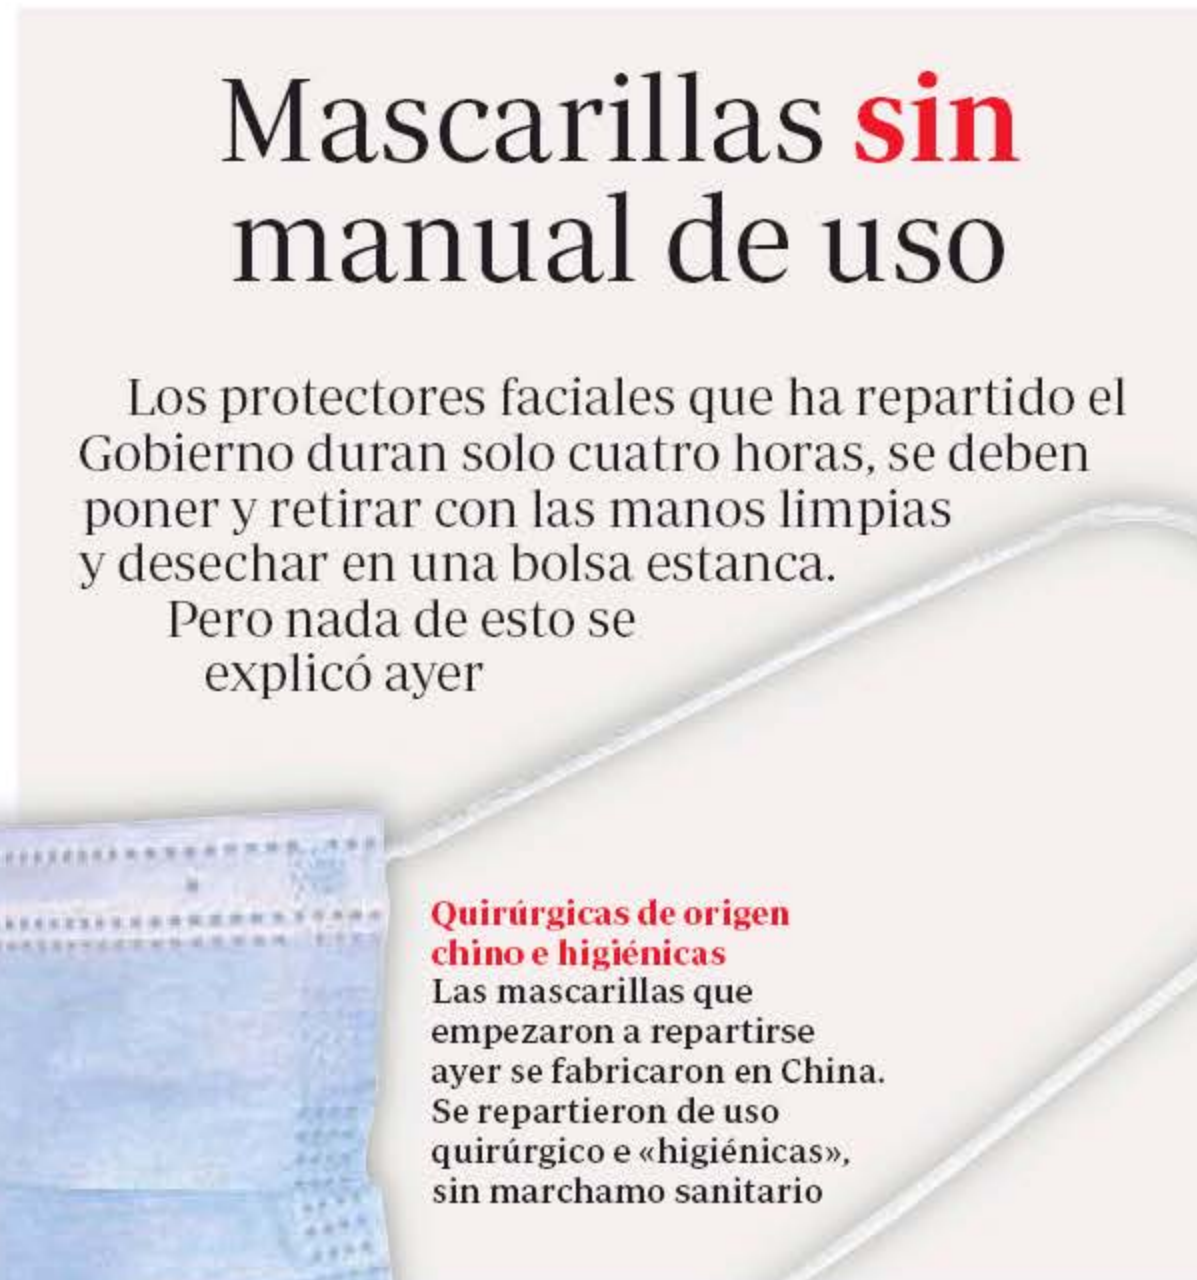 Mascarillas sin
manual de uso
Los protectores faciales que ha repartido el
Gobierno duran solo cuatro horas, se deben
poner y retirar con las manos limpias
y desechar en una bolsa estanca.
Pero nada de esto se
explicó ayer
Quirúrgicas de origen
chino e higiénicas
Las mascarillas que
empezaron a repartirse
ayer se fabricaron en China.
Se repartieron de uso
quirúrgico e «higiénicas»,
sin marchamo sanitario